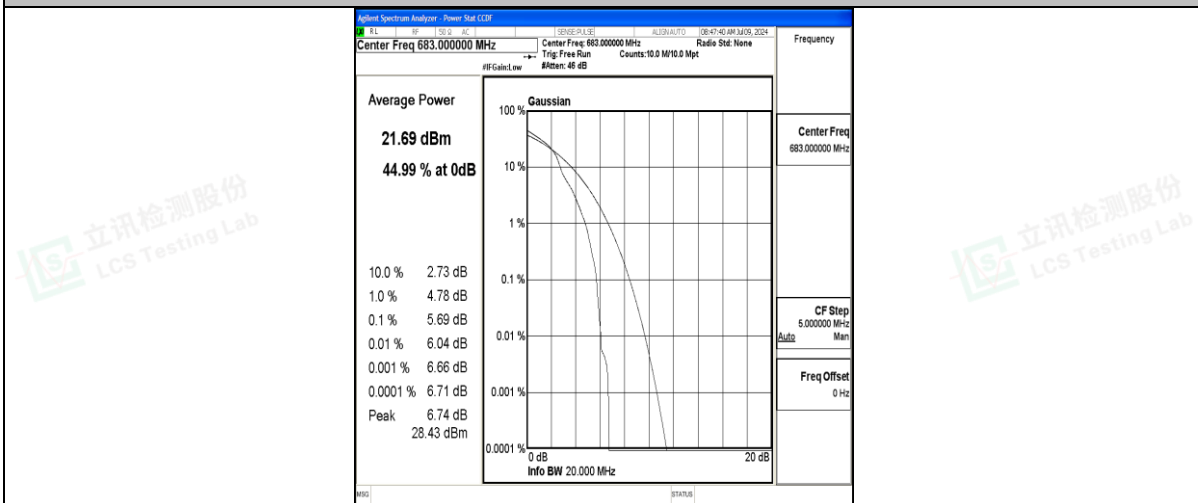 Agilent Spectrum Analyzer - Power Stat CCDF
RL RF 50 Ω AC SENSE:PULSE ALIGN AUTO 08:47:40 AM Jul 09, 2024
Center Freq 683.000000 MHz
Center Freq: 683.000000 MHz Radio Std: None
Trig: Free Run Counts:10.0 M/10.0 Mpt
#IFGain:Low #Atten: 46 dB
Frequency
Average Power
21.69 dBm
44.99 % at 0dB
10.0 % 2.73 dB
1.0 % 4.78 dB
0.1 % 5.69 dB
0.01 % 6.04 dB
0.001 % 6.66 dB
0.0001 % 6.71 dB
Peak 6.74 dB
28.43 dBm
Gaussian
100 %
10 %
1 %
0.1 %
0.01 %
0.001 %
0.0001 %
0 dB 20 dB
Info BW 20.000 MHz
Center Freq
683.000000 MHz
CF Step
5.000000 MHz
Auto Man
Freq Offset
0 Hz
MSG STATUS
立讯检测股份
LCS Testing Lab
立讯检测股份
LCS Testing Lab